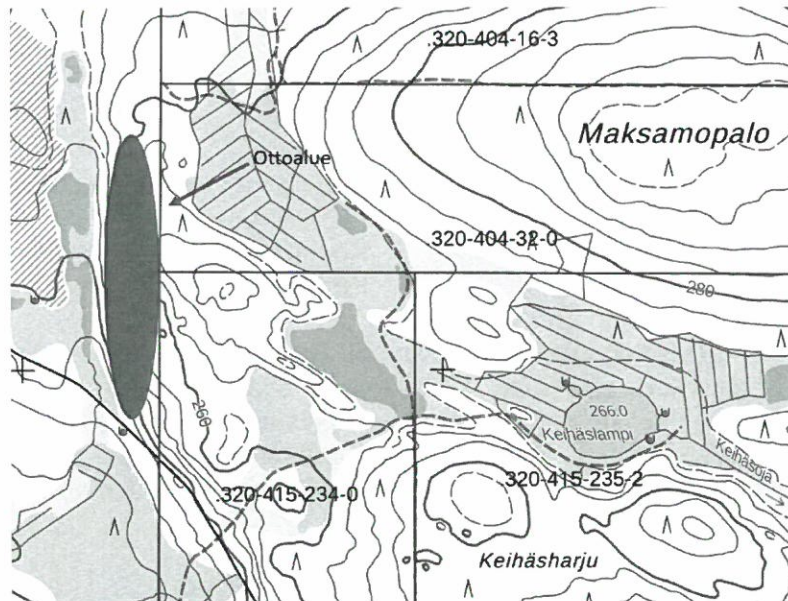 .320-404-16-3
Maksamopalo
Ottoalue
.320-404-32-0
280
260
266.0
Keihäslampi
Keihäsoja
.320-415-234-0
.320-415-235-2
Keihäsharju